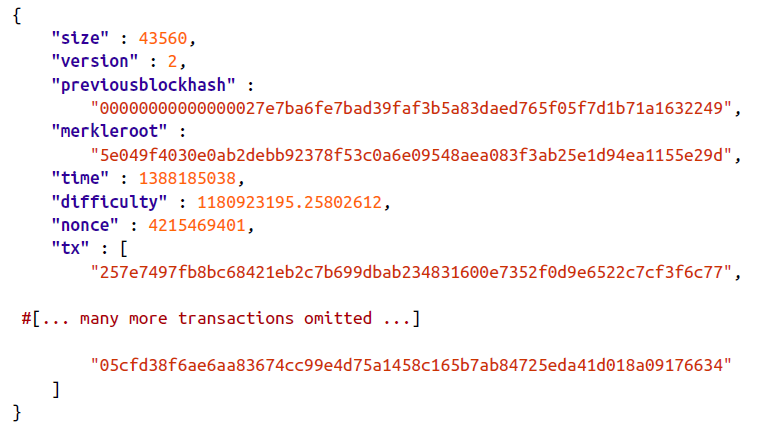 {
"size" : 43560,
"version" : 2,
"previousblockhash" :
"00000000000000027e7ba6fe7bad39faf3b5a83daed765f05f7d1b71a1632249",
"merkleroot" :
"5e049f4030e0ab2debb92378f53c0a6e09548aea083f3ab25e1d94ea1155e29d",
"time" : 1388185038,
"difficulty" : 1180923195.25802612,
"nonce" : 4215469401,
"tx" : [
"257e7497fb8bc68421eb2c7b699dbab234831600e7352f0d9e6522c7cf3f6c77",
#[... many more transactions omitted ...]
"05cfd38f6ae6aa83674cc99e4d75a1458c165b7ab84725eda41d018a09176634"
]
}